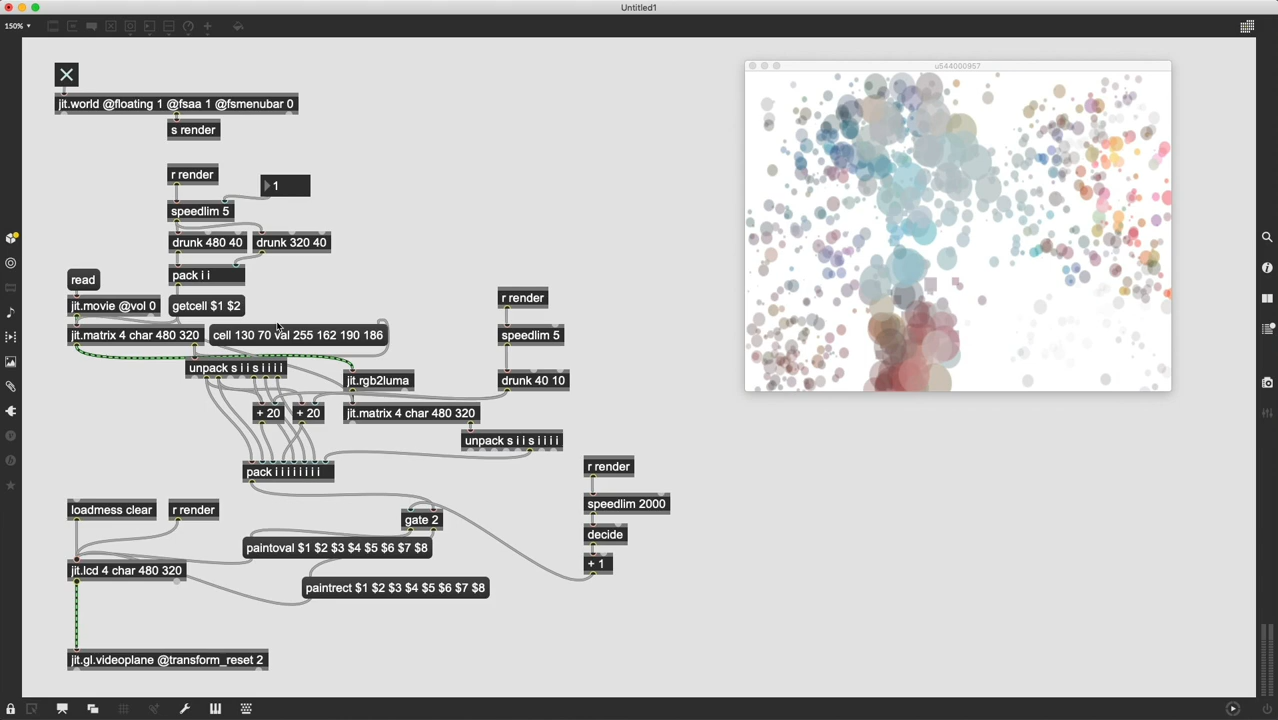 Untitled1
150%
jit.world @floating 1 @fsaa 1 @fsmenubar 0
s render
r render
1
speedlim 5
drunk 480 40
drunk 320 40
pack i i
read
jit.movie @vol 0
getcell $1 $2
jit.matrix 4 char 480 320
cell 130 70 val 255 162 190 186
unpack s i i s i i i i
jit.rgb2luma
+ 20
+ 20
jit.matrix 4 char 480 320
r render
speedlim 5
drunk 40 10
unpack s i i s i i i i
pack i i i i i i i i
loadmess clear
r render
gate 2
paintoval $1 $2 $3 $4 $5 $6 $7 $8
jit.lcd 4 char 480 320
paintrect $1 $2 $3 $4 $5 $6 $7 $8
r render
speedlim 2000
decide
+ 1
jit.gl.videoplane @transform_reset 2
u544000957